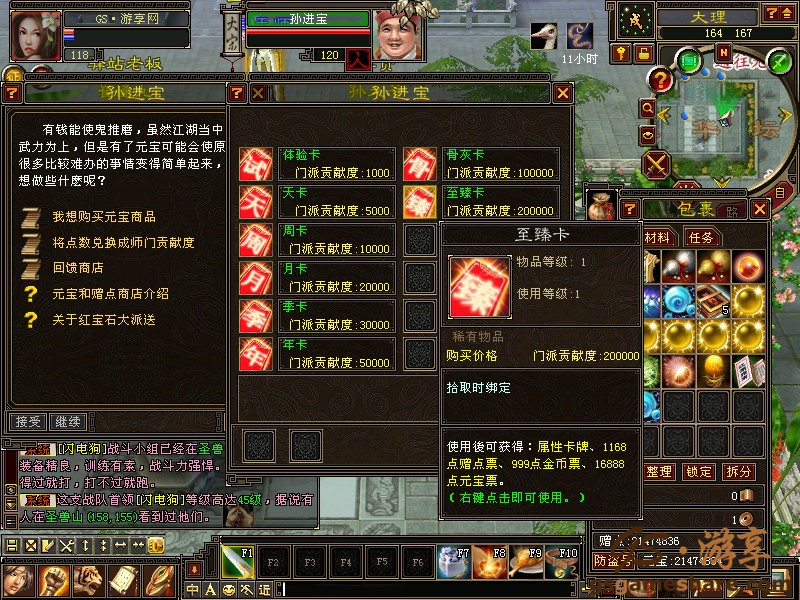 GS·游享网
118
孙进宝
120
大理
164 167
11小时
驿站老板
孙进宝
有钱能使鬼推磨，虽然江湖当中
武力为上，但是有了元宝可能会使原
很多比较难办的事情变得简单起来，
想做些什麽呢？
我想购买元宝商品
将点数兑换成师门贡献度
回馈商店
元宝和赠点商店介绍
关于红宝石大派送
接受
继续
孙进宝
体验卡
门派贡献度:1000
骨灰卡
门派贡献度:100000
天卡
门派贡献度:5000
至臻卡
门派贡献度:200000
周卡
门派贡献度:10000
月卡
门派贡献度:20000
季卡
门派贡献度:30000
年卡
门派贡献度:50000
至臻卡
物品等级: 1
使用等级:1
稀有物品
购买价格 门派贡献度:200000
拾取时绑定
使用後可获得：属性卡牌、1168
点赠点票、999点金币票、16888
点元宝票。
（右键点击即可使用。）
包裹
材料
任务
5
整理
锁定
拆分
0
1
赠点:21474836
[闪电狗]战斗小组已经在圣兽
装备精良，训练有素，战斗力强悍。
得过就打，打不过就跑。
这支战队首领[闪电狗]等级高达45级，据说有
人在圣兽山(158,155)看到过他们。
F1
F2
F3
F4
F5
F6
F7
F8
F9
F10
中
A
近